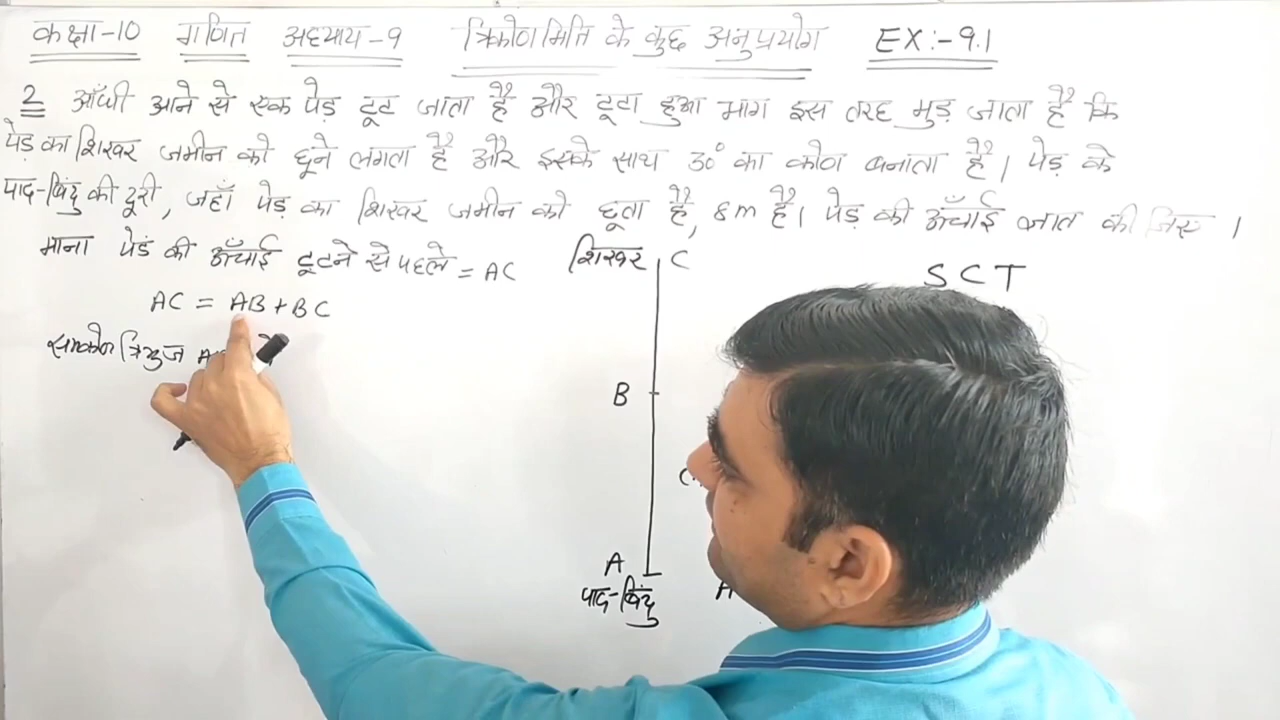 कक्षा-10 गणित अध्याय-9 त्रिकोणमिति के कुछ अनुप्रयोग EX:-9.1
2 आँधी आने से एक पेड़ टूट जाता है और टूटा हुआ भाग इस तरह मुड़ जाता है कि
पेड़ का शिखर जमीन को छूने लगता है और इसके साथ 30° का कोण बनाता है। पेड़ के
पाद-बिंदु की दूरी, जहाँ पेड़ का शिखर जमीन को छूता है, 8m है। पेड़ की ऊँचाई ज्ञात कीजिए।
माना पेड़ की ऊँचाई टूटने से पहले = AC
शिखर C
SCT
AC = AB + BC
समकोण त्रिभुज
B
A
पाद-बिंदु